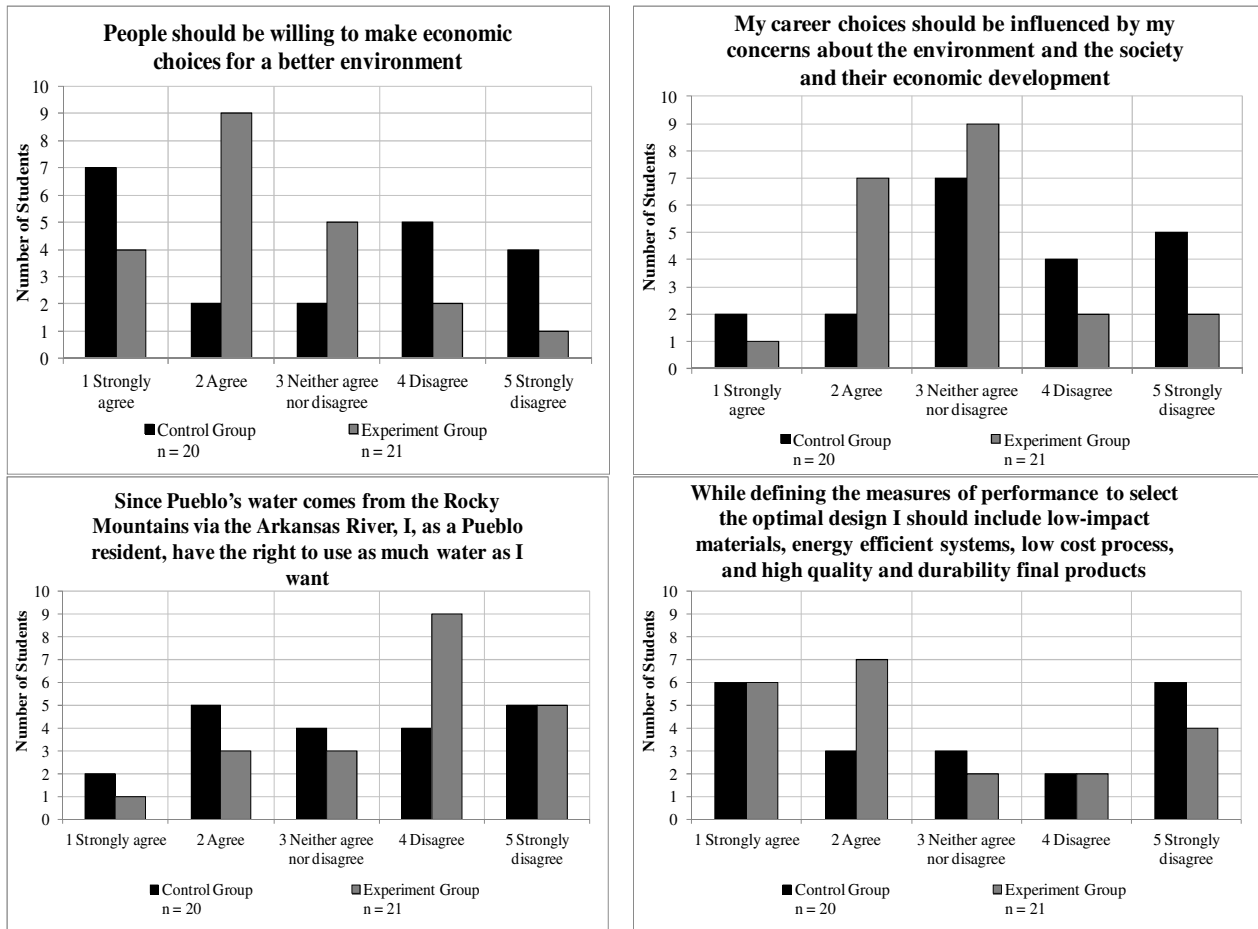 People should be willing to make economic
choices for a better environment
Number of Students
10
9
8
7
6
5
4
3
2
1
0
1 Strongly
agree
2 Agree
3 Neither agree
nor disagree
4 Disagree
5 Strongly
disagree
Control Group
n = 20
Experiment Group
n = 21
My career choices should be influenced by my
concerns about the environment and the society
and their economic development
Number of Students
10
9
8
7
6
5
4
3
2
1
0
1 Strongly
agree
2 Agree
3 Neither agree
nor disagree
4 Disagree
5 Strongly
disagree
Control Group
n = 20
Experiment Group
n = 21
Since Pueblo's water comes from the Rocky
Mountains via the Arkansas River, I, as a Pueblo
resident, have the right to use as much water as I
want
Number of Students
10
9
8
7
6
5
4
3
2
1
0
1 Strongly agree
2 Agree
3 Neither agree
nor disagree
4 Disagree
5 Strongly
disagree
Control Group
n = 20
Experiment Group
n = 21
While defining the measures of performance to select
the optimal design I should include low-impact
materials, energy efficient systems, low cost process,
and high quality and durability final products
Number of Students
10
9
8
7
6
5
4
3
2
1
0
1 Strongly agree
2 Agree
3 Neither agree
nor disagree
4 Disagree
5 Strongly
disagree
Control Group
n = 20
Experiment Group
n = 21